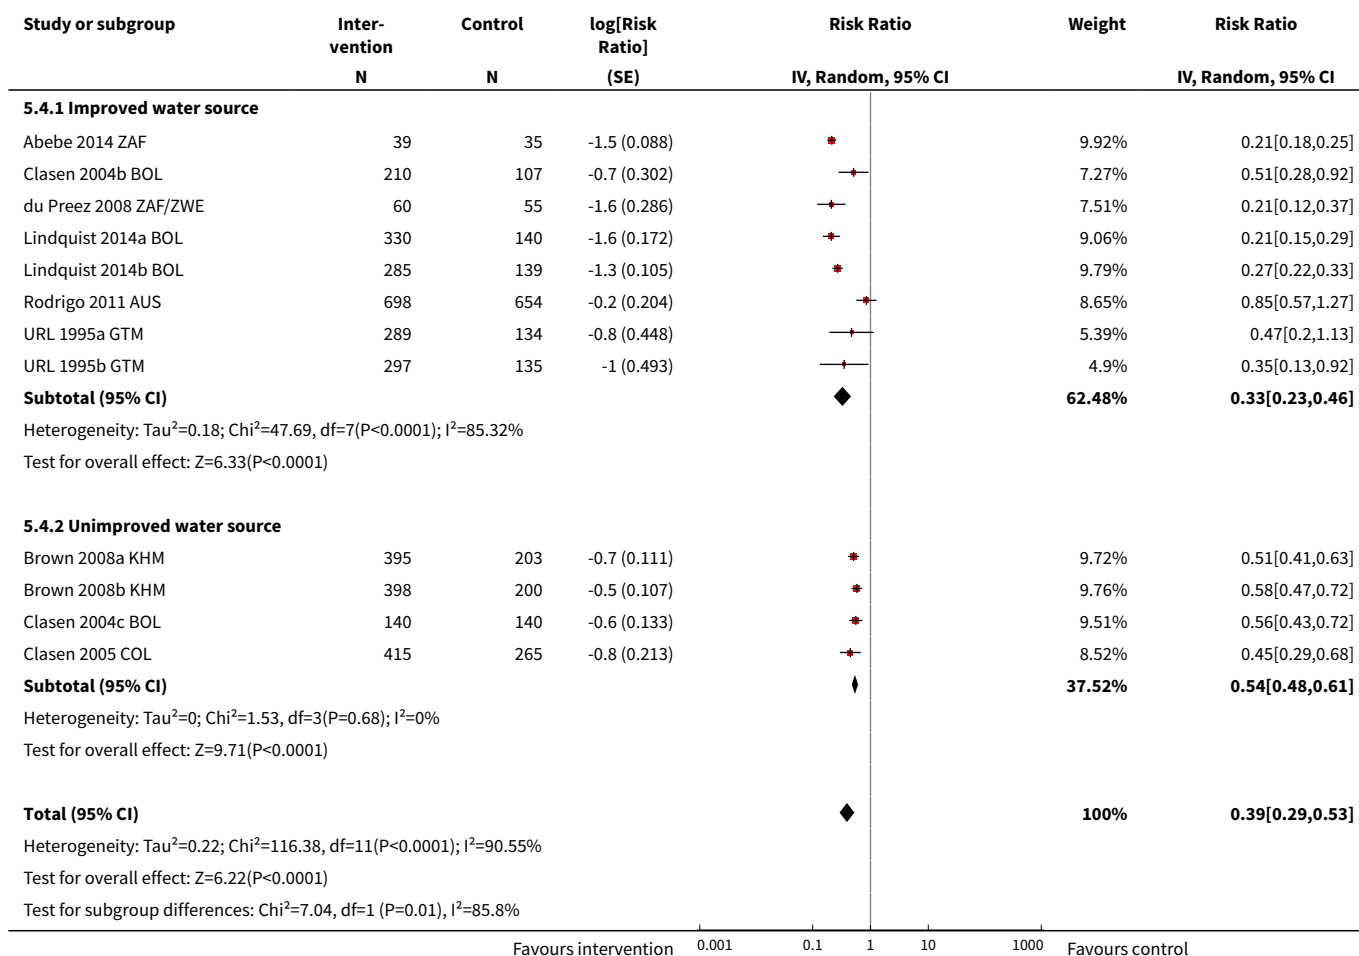 Study or subgroup Inter-vention Control log[Risk Ratio] Risk Ratio Weight Risk Ratio
N N (SE) IV, Random, 95% CI IV, Random, 95% CI
5.4.1 Improved water source
Abebe 2014 ZAF 39 35 -1.5 (0.088) 9.92% 0.21[0.18,0.25]
Clasen 2004b BOL 210 107 -0.7 (0.302) 7.27% 0.51[0.28,0.92]
du Preez 2008 ZAF/ZWE 60 55 -1.6 (0.286) 7.51% 0.21[0.12,0.37]
Lindquist 2014a BOL 330 140 -1.6 (0.172) 9.06% 0.21[0.15,0.29]
Lindquist 2014b BOL 285 139 -1.3 (0.105) 9.79% 0.27[0.22,0.33]
Rodrigo 2011 AUS 698 654 -0.2 (0.204) 8.65% 0.85[0.57,1.27]
URL 1995a GTM 289 134 -0.8 (0.448) 5.39% 0.47[0.2,1.13]
URL 1995b GTM 297 135 -1 (0.493) 4.9% 0.35[0.13,0.92]
Subtotal (95% CI) 62.48% 0.33[0.23,0.46]
Heterogeneity: Tau²=0.18; Chi²=47.69, df=7(P<0.0001); I²=85.32%
Test for overall effect: Z=6.33(P<0.0001)
5.4.2 Unimproved water source
Brown 2008a KHM 395 203 -0.7 (0.111) 9.72% 0.51[0.41,0.63]
Brown 2008b KHM 398 200 -0.5 (0.107) 9.76% 0.58[0.47,0.72]
Clasen 2004c BOL 140 140 -0.6 (0.133) 9.51% 0.56[0.43,0.72]
Clasen 2005 COL 415 265 -0.8 (0.213) 8.52% 0.45[0.29,0.68]
Subtotal (95% CI) 37.52% 0.54[0.48,0.61]
Heterogeneity: Tau²=0; Chi²=1.53, df=3(P=0.68); I²=0%
Test for overall effect: Z=9.71(P<0.0001)
Total (95% CI) 100% 0.39[0.29,0.53]
Heterogeneity: Tau²=0.22; Chi²=116.38, df=11(P<0.0001); I²=90.55%
Test for overall effect: Z=6.22(P<0.0001)
Test for subgroup differences: Chi²=7.04, df=1 (P=0.01), I²=85.8%
Favours intervention 0.001 0.1 1 10 1000 Favours control